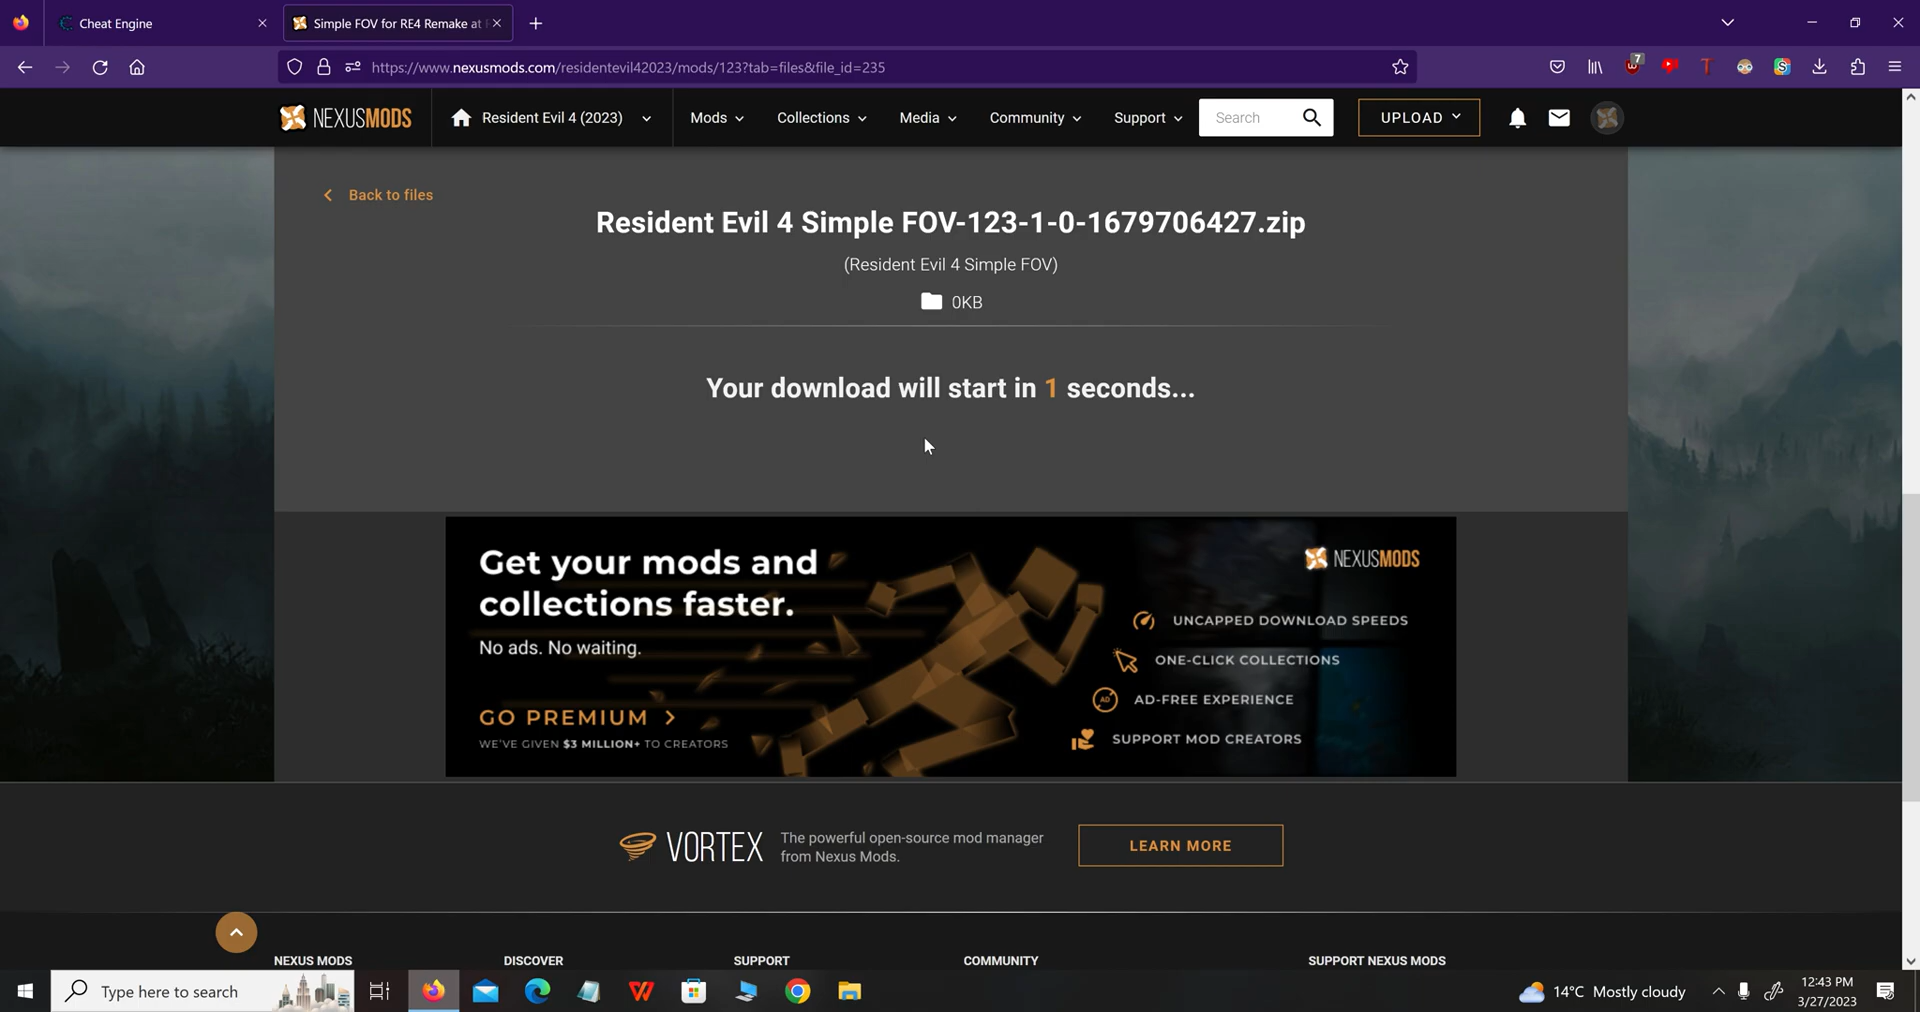 Cheat Engine
Simple FOV for RE4 Remake at
https://www.nexusmods.com/residentevil42023/mods/123?tab=files&file_id=235
7
NEXUSMODS
Resident Evil 4 (2023)
Mods
Collections
Media
Community
Support
Search
UPLOAD
Back to files
Resident Evil 4 Simple FOV-123-1-0-1679706427.zip
(Resident Evil 4 Simple FOV)
0KB
Your download will start in 1 seconds...
Get your mods and
collections faster.
No ads. No waiting.
GO PREMIUM >
WE'VE GIVEN $3 MILLION+ TO CREATORS
NEXUSMODS
UNCAPPED DOWNLOAD SPEEDS
ONE-CLICK COLLECTIONS
AD
AD-FREE EXPERIENCE
SUPPORT MOD CREATORS
VORTEX
The powerful open-source mod manager
from Nexus Mods.
LEARN MORE
NEXUS MODS
DISCOVER
SUPPORT
COMMUNITY
SUPPORT NEXUS MODS
Type here to search
14°C Mostly cloudy
12:43 PM
3/27/2023